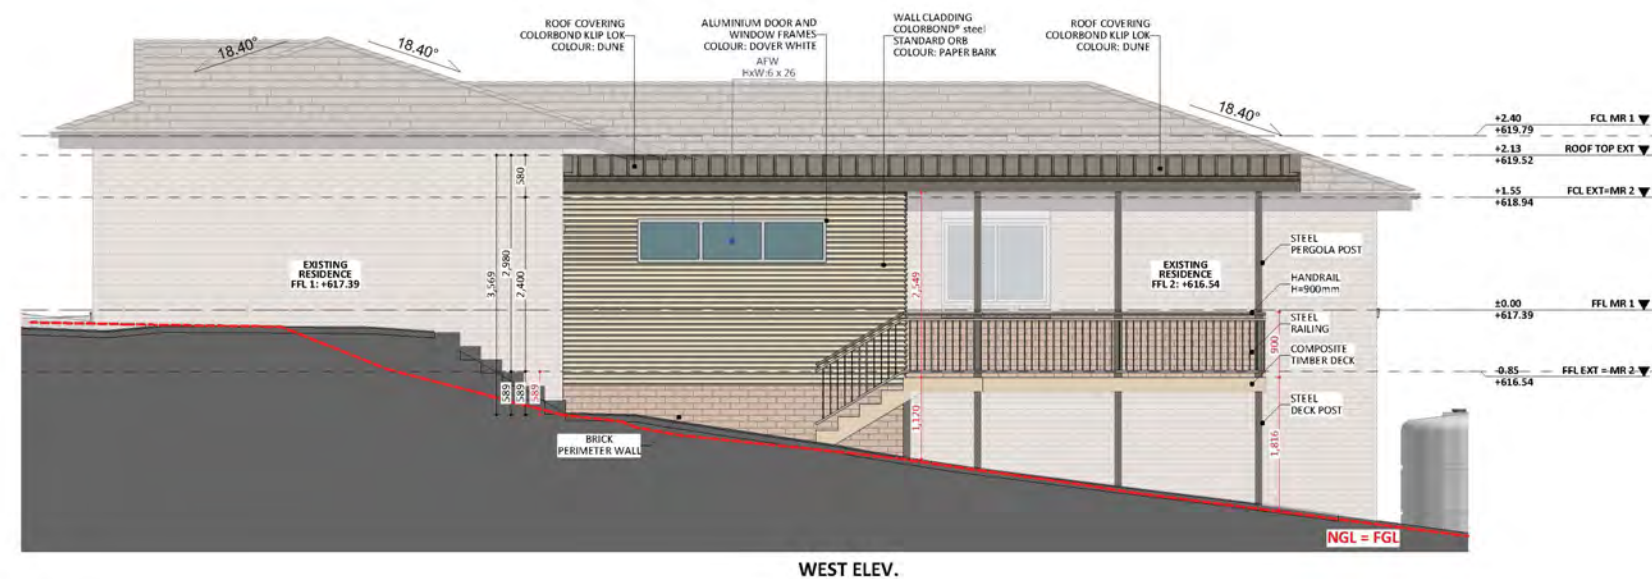 ROOF COVERING
COLORBOND KLIP LOK
COLOUR: DUNE
ALUMINIUM DOOR AND
WINDOW FRAMES
COLOUR: DOVER WHITE
AFW
HxW:6 x 26
WALL CLADDING
COLORBOND® steel
STANDARD ORB
COLOUR: PAPER BARK
ROOF COVERING
COLORBOND KLIP LOK
COLOUR: DUNE
18.40°
18.40°
18.40°
+2.40
+619.79
FCL MR 1
+2.13
+619.52
ROOF TOP EXT
+1.55
+618.94
FCL EXT=MR 2
±0.00
+617.39
FFL MR 1
-0.85
+616.54
FFL EXT = MR 2
EXISTING
RESIDENCE
FFL 1: +617.39
3,569
2,980
580
2,400
589
589
589
2,549
1,170
EXISTING
RESIDENCE
FFL 2: +616.54
900
1,816
STEEL
PERGOLA POST
HANDRAIL
H=900mm
STEEL
RAILING
COMPOSITE
TIMBER DECK
STEEL
DECK POST
BRICK
PERIMETER WALL
NGL = FGL
WEST ELEV.